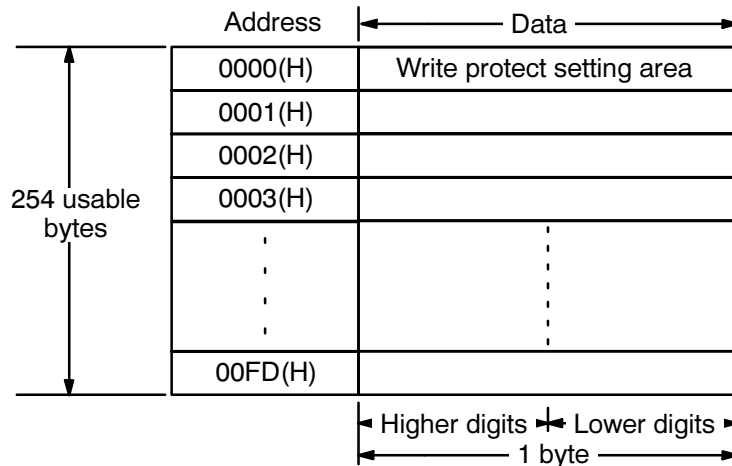 Address Data
0000(H) Write protect setting area
0001(H)
0002(H)
0003(H)
254 usable
bytes
00FD(H)
Higher digits Lower digits
1 byte